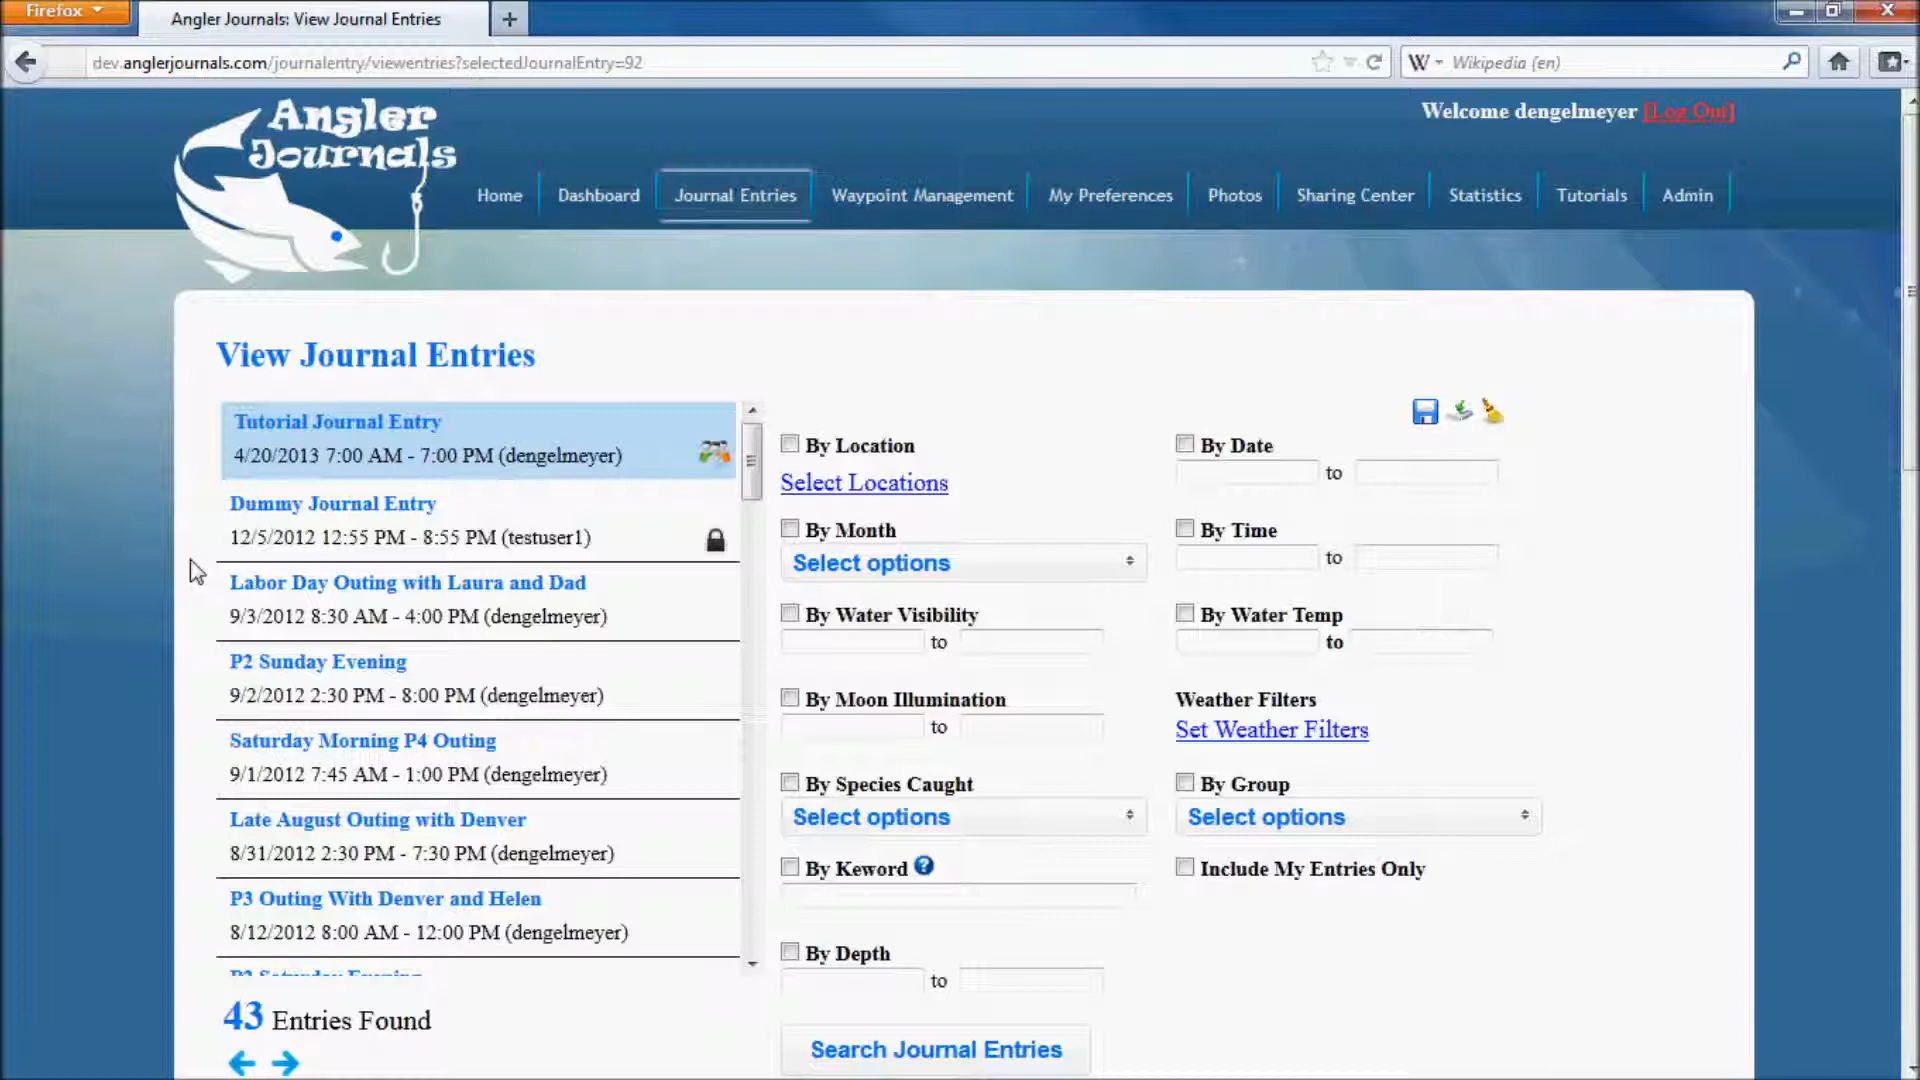 Firefox
Angler Journals: View Journal Entries
dev.anglerjournals.com/journalentry/viewentries?selectedJournalEntry=92
W
Wikipedia (en)
Angler
Journals
Welcome dengelmeyer [Log Out]
Home
Dashboard
Journal Entries
Waypoint Management
My Preferences
Photos
Sharing Center
Statistics
Tutorials
Admin
View Journal Entries
Tutorial Journal Entry
4/20/2013 7:00 AM - 7:00 PM (dengelmeyer)
Dummy Journal Entry
12/5/2012 12:55 PM - 8:55 PM (testuser1)
Labor Day Outing with Laura and Dad
9/3/2012 8:30 AM - 4:00 PM (dengelmeyer)
P2 Sunday Evening
9/2/2012 2:30 PM - 8:00 PM (dengelmeyer)
Saturday Morning P4 Outing
9/1/2012 7:45 AM - 1:00 PM (dengelmeyer)
Late August Outing with Denver
8/31/2012 2:30 PM - 7:30 PM (dengelmeyer)
P3 Outing With Denver and Helen
8/12/2012 8:00 AM - 12:00 PM (dengelmeyer)
P2 Saturday Evening
43 Entries Found
By Location
Select Locations
By Date
to
By Month
Select options
By Time
to
By Water Visibility
to
By Water Temp
to
By Moon Illumination
to
Weather Filters
Set Weather Filters
By Species Caught
Select options
By Group
Select options
By Keword ?
Include My Entries Only
By Depth
to
Search Journal Entries